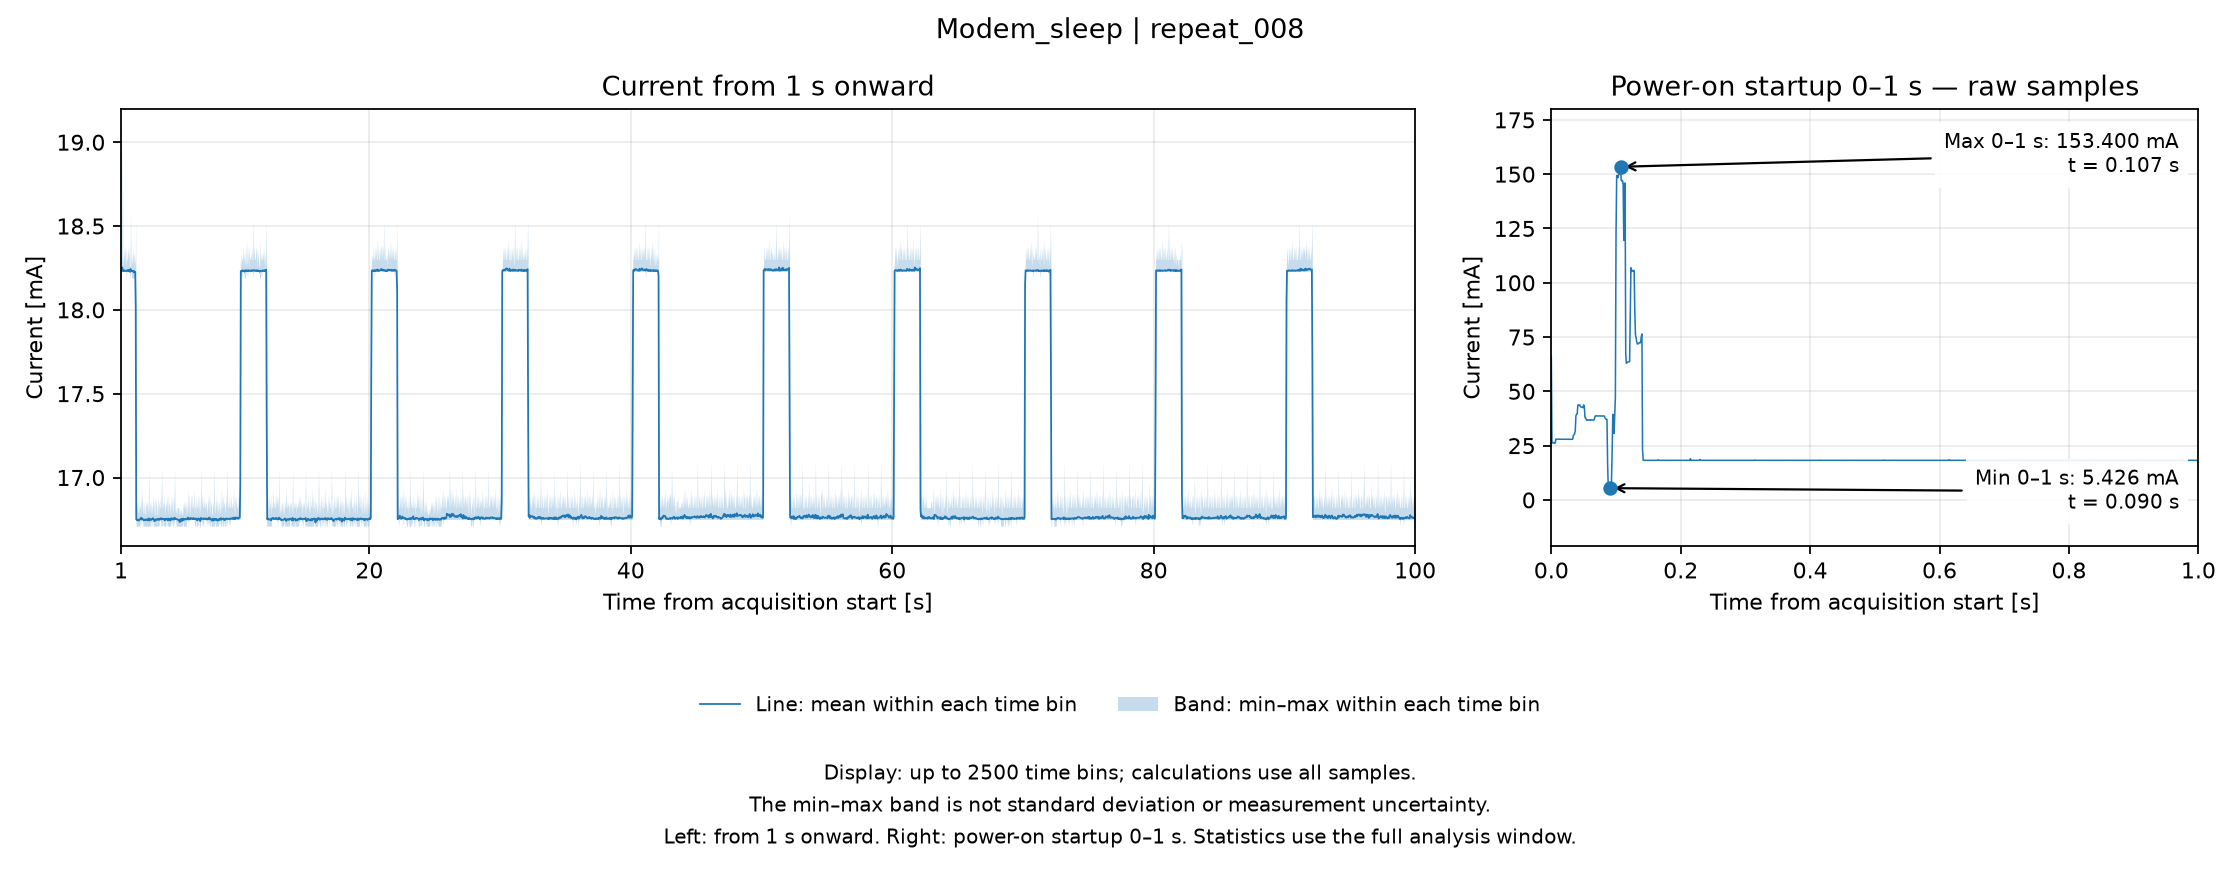 Modem_sleep | repeat_008
Current from 1 s onward
Current [mA]
19.0
18.5
18.0
17.5
17.0
1
20
40
60
80
100
Time from acquisition start [s]
Power-on startup 0–1 s — raw samples
Current [mA]
175
150
125
100
75
50
25
0
Max 0–1 s: 153.400 mA
t = 0.107 s
Min 0–1 s: 5.426 mA
t = 0.090 s
0.0
0.2
0.4
0.6
0.8
1.0
Time from acquisition start [s]
Line: mean within each time bin
Band: min–max within each time bin
Display: up to 2500 time bins; calculations use all samples.
The min–max band is not standard deviation or measurement uncertainty.
Left: from 1 s onward. Right: power-on startup 0–1 s. Statistics use the full analysis window.